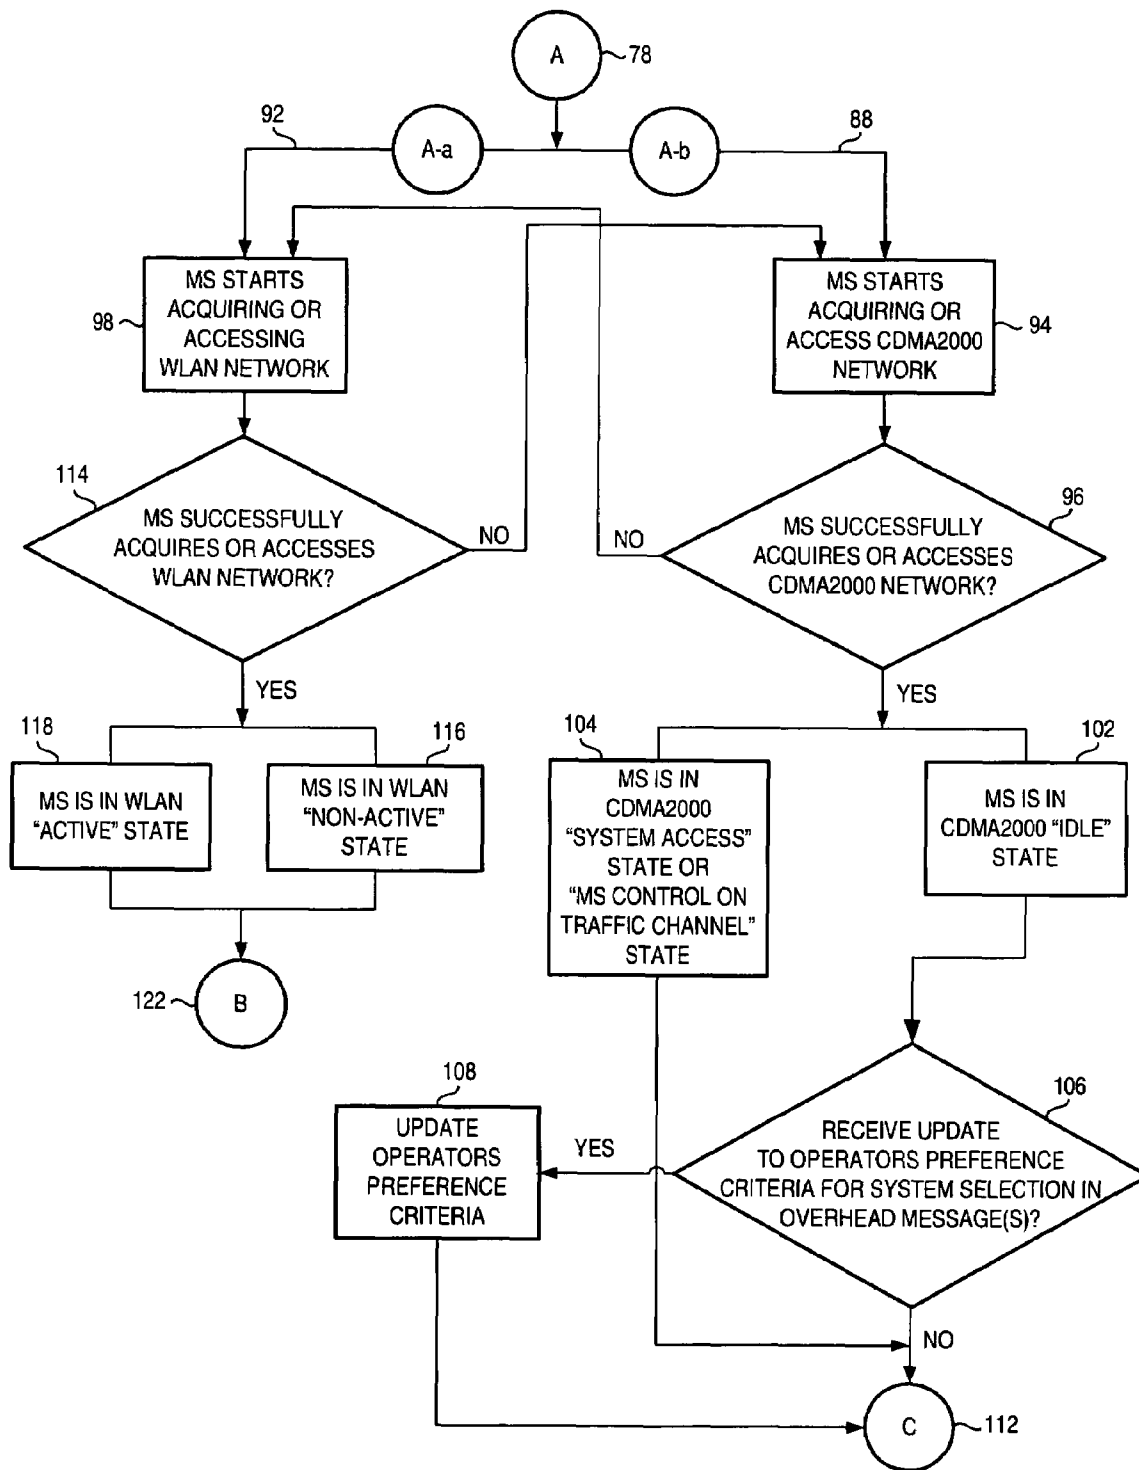 A
78
92
A-a
A-b
88
MS STARTS
ACQUIRING OR
ACCESSING
WLAN NETWORK
98
MS STARTS
ACQUIRING OR
ACCESS CDMA2000
NETWORK
94
114
MS SUCCESSFULLY
ACQUIRES OR ACCESSES
WLAN NETWORK?
NO
NO
96
MS SUCCESSFULLY
ACQUIRES OR ACCESSES
CDMA2000 NETWORK?
YES
YES
118
MS IS IN WLAN
“ACTIVE” STATE
116
MS IS IN WLAN
“NON-ACTIVE”
STATE
104
MS IS IN
CDMA2000
“SYSTEM ACCESS”
STATE OR
“MS CONTROL ON
TRAFFIC CHANNEL”
STATE
102
MS IS IN
CDMA2000 “IDLE”
STATE
122
B
108
UPDATE
OPERATORS
PREFERENCE
CRITERIA
YES
106
RECEIVE UPDATE
TO OPERATORS PREFERENCE
CRITERIA FOR SYSTEM SELECTION IN
OVERHEAD MESSAGE(S)?
NO
C
112